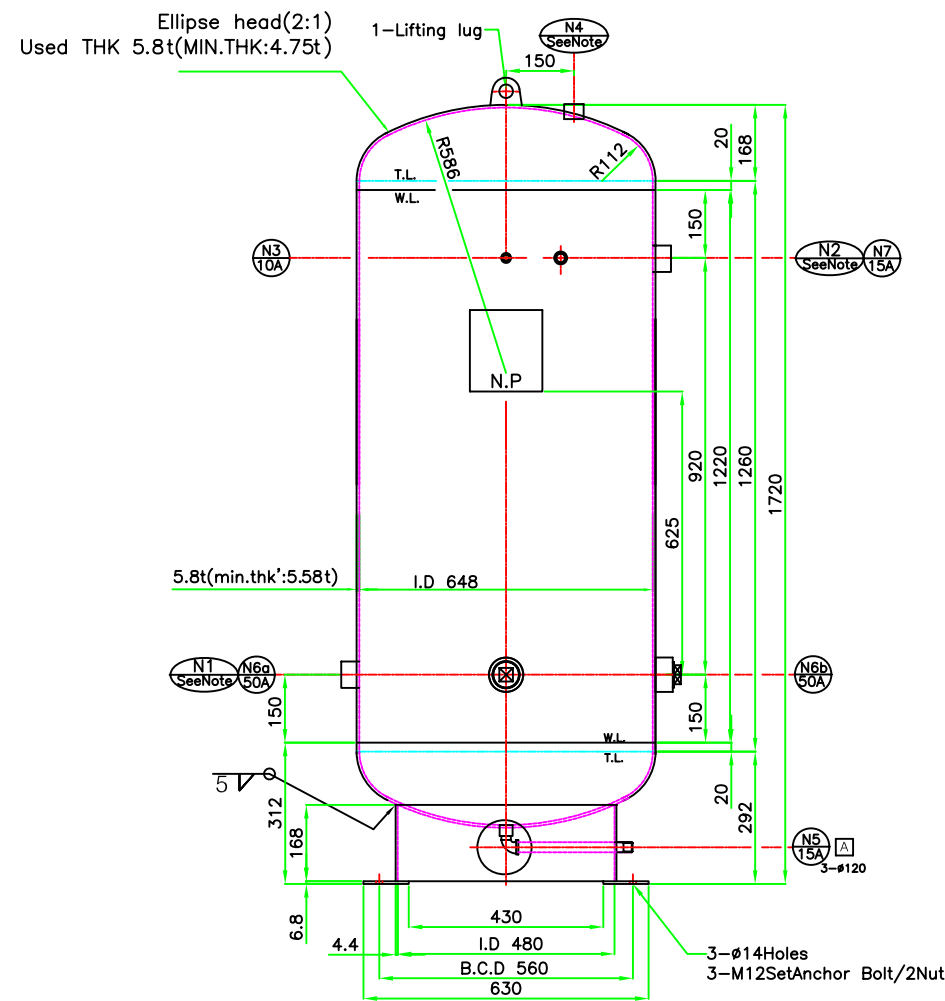 Ellipse head(2:1)
Used THK 5.8t(MIN.THK:4.75t)
1-Lifting lug
N4
SeeNote
150
R586
R112
20
168
T.L.
W.L.
150
N3
10A
N2
SeeNote
N7
15A
N.P
920
1220
1260
1720
625
5.8t(min.thk':5.58t)
I.D 648
N1
SeeNote
N6a
50A
N6b
50A
150
150
W.L.
T.L.
5
312
168
20
292
N5
15A
A
3-ø120
6.8
430
4.4
I.D 480
B.C.D 560
630
3-ø14Holes
3-M12SetAnchor Bolt/2Nut